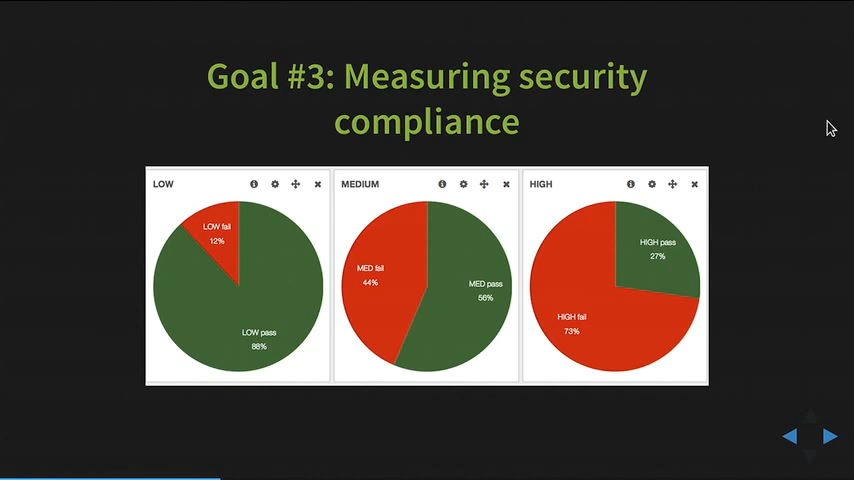 Goal #3: Measuring security
compliance
LOW
MEDIUM
HIGH
LOW fail
12%
LOW pass
88%
MED fail
44%
MED pass
56%
HIGH pass
27%
HIGH fail
73%